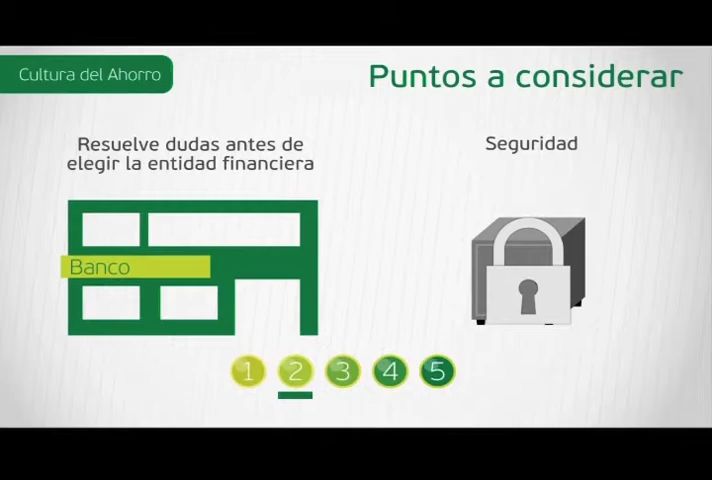 Cultura del Ahorro
Puntos a considerar
Resuelve dudas antes de
elegir la entidad financiera
Seguridad
Banco
1 2 3 4 5